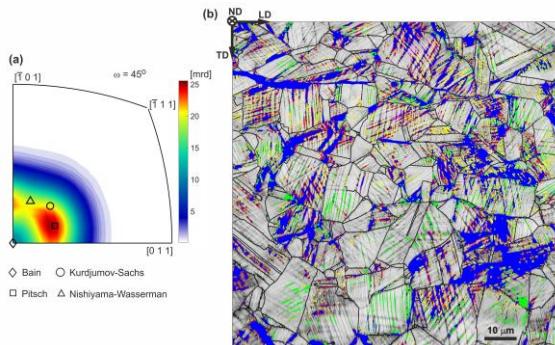 (a)
[1̅ 0 1]
ω = 45º
[1̅ 1 1]
[mrd]
25
20
15
10
5
[0 1 1]
◇ Bain
○ Kurdjumov-Sachs
□ Pitsch
△ Nishiyama-Wasserman
(b)
ND
LD
TD
10 µm